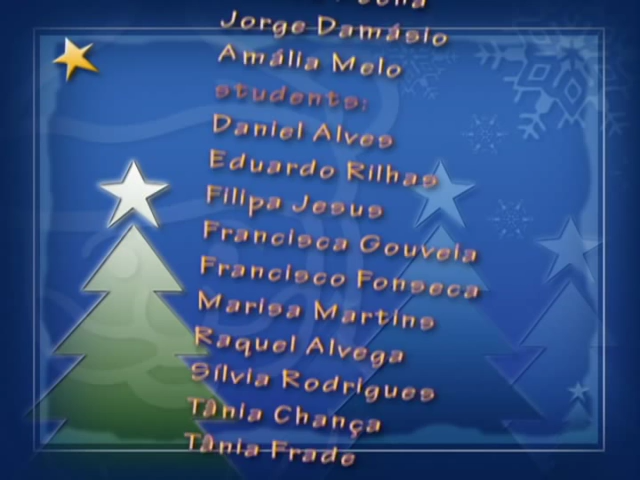 Jorge Damásio
Amália Melo
students:
Daniel Alves
Eduardo Rilhas
Filipa Jesus
Francisca Gouveia
Francisco Fonseca
Marisa Martins
Raquel Alvega
Sílvia Rodrigues
Tânia Chança
Tânia Frade